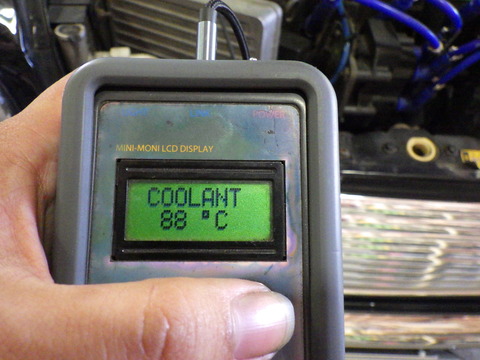 MINI-MONI LCD DISPLAY
COOLANT
88 °C